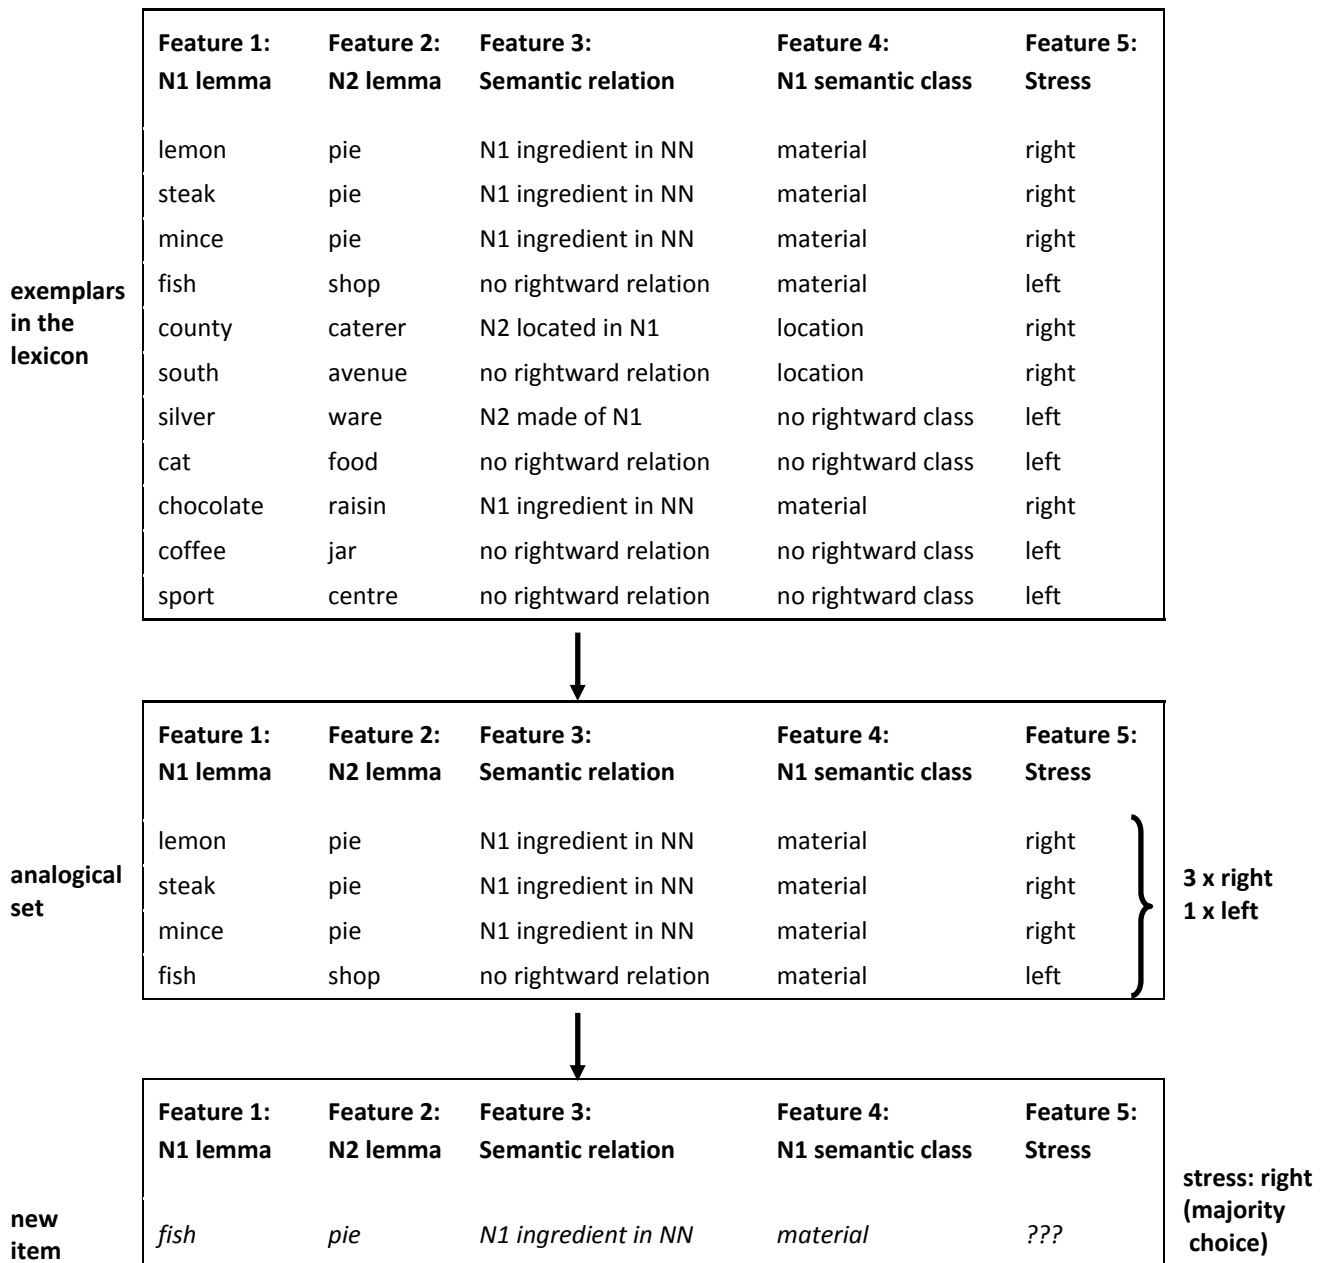 Feature 1: Feature 2: Feature 3: Feature 4: Feature 5:
N1 lemma N2 lemma Semantic relation N1 semantic class Stress
lemon pie N1 ingredient in NN material right
steak pie N1 ingredient in NN material right
mince pie N1 ingredient in NN material right
fish shop no rightward relation material left
county caterer N2 located in N1 location right
south avenue no rightward relation location right
silver ware N2 made of N1 no rightward class left
cat food no rightward relation no rightward class left
chocolate raisin N1 ingredient in NN material right
coffee jar no rightward relation no rightward class left
sport centre no rightward relation no rightward class left
exemplars
in the
lexicon
Feature 1: Feature 2: Feature 3: Feature 4: Feature 5:
N1 lemma N2 lemma Semantic relation N1 semantic class Stress
lemon pie N1 ingredient in NN material right
steak pie N1 ingredient in NN material right
mince pie N1 ingredient in NN material right
fish shop no rightward relation material left
analogical
set
3 x right
1 x left
Feature 1: Feature 2: Feature 3: Feature 4: Feature 5:
N1 lemma N2 lemma Semantic relation N1 semantic class Stress
fish pie N1 ingredient in NN material ???
new
item
stress: right
(majority
choice)